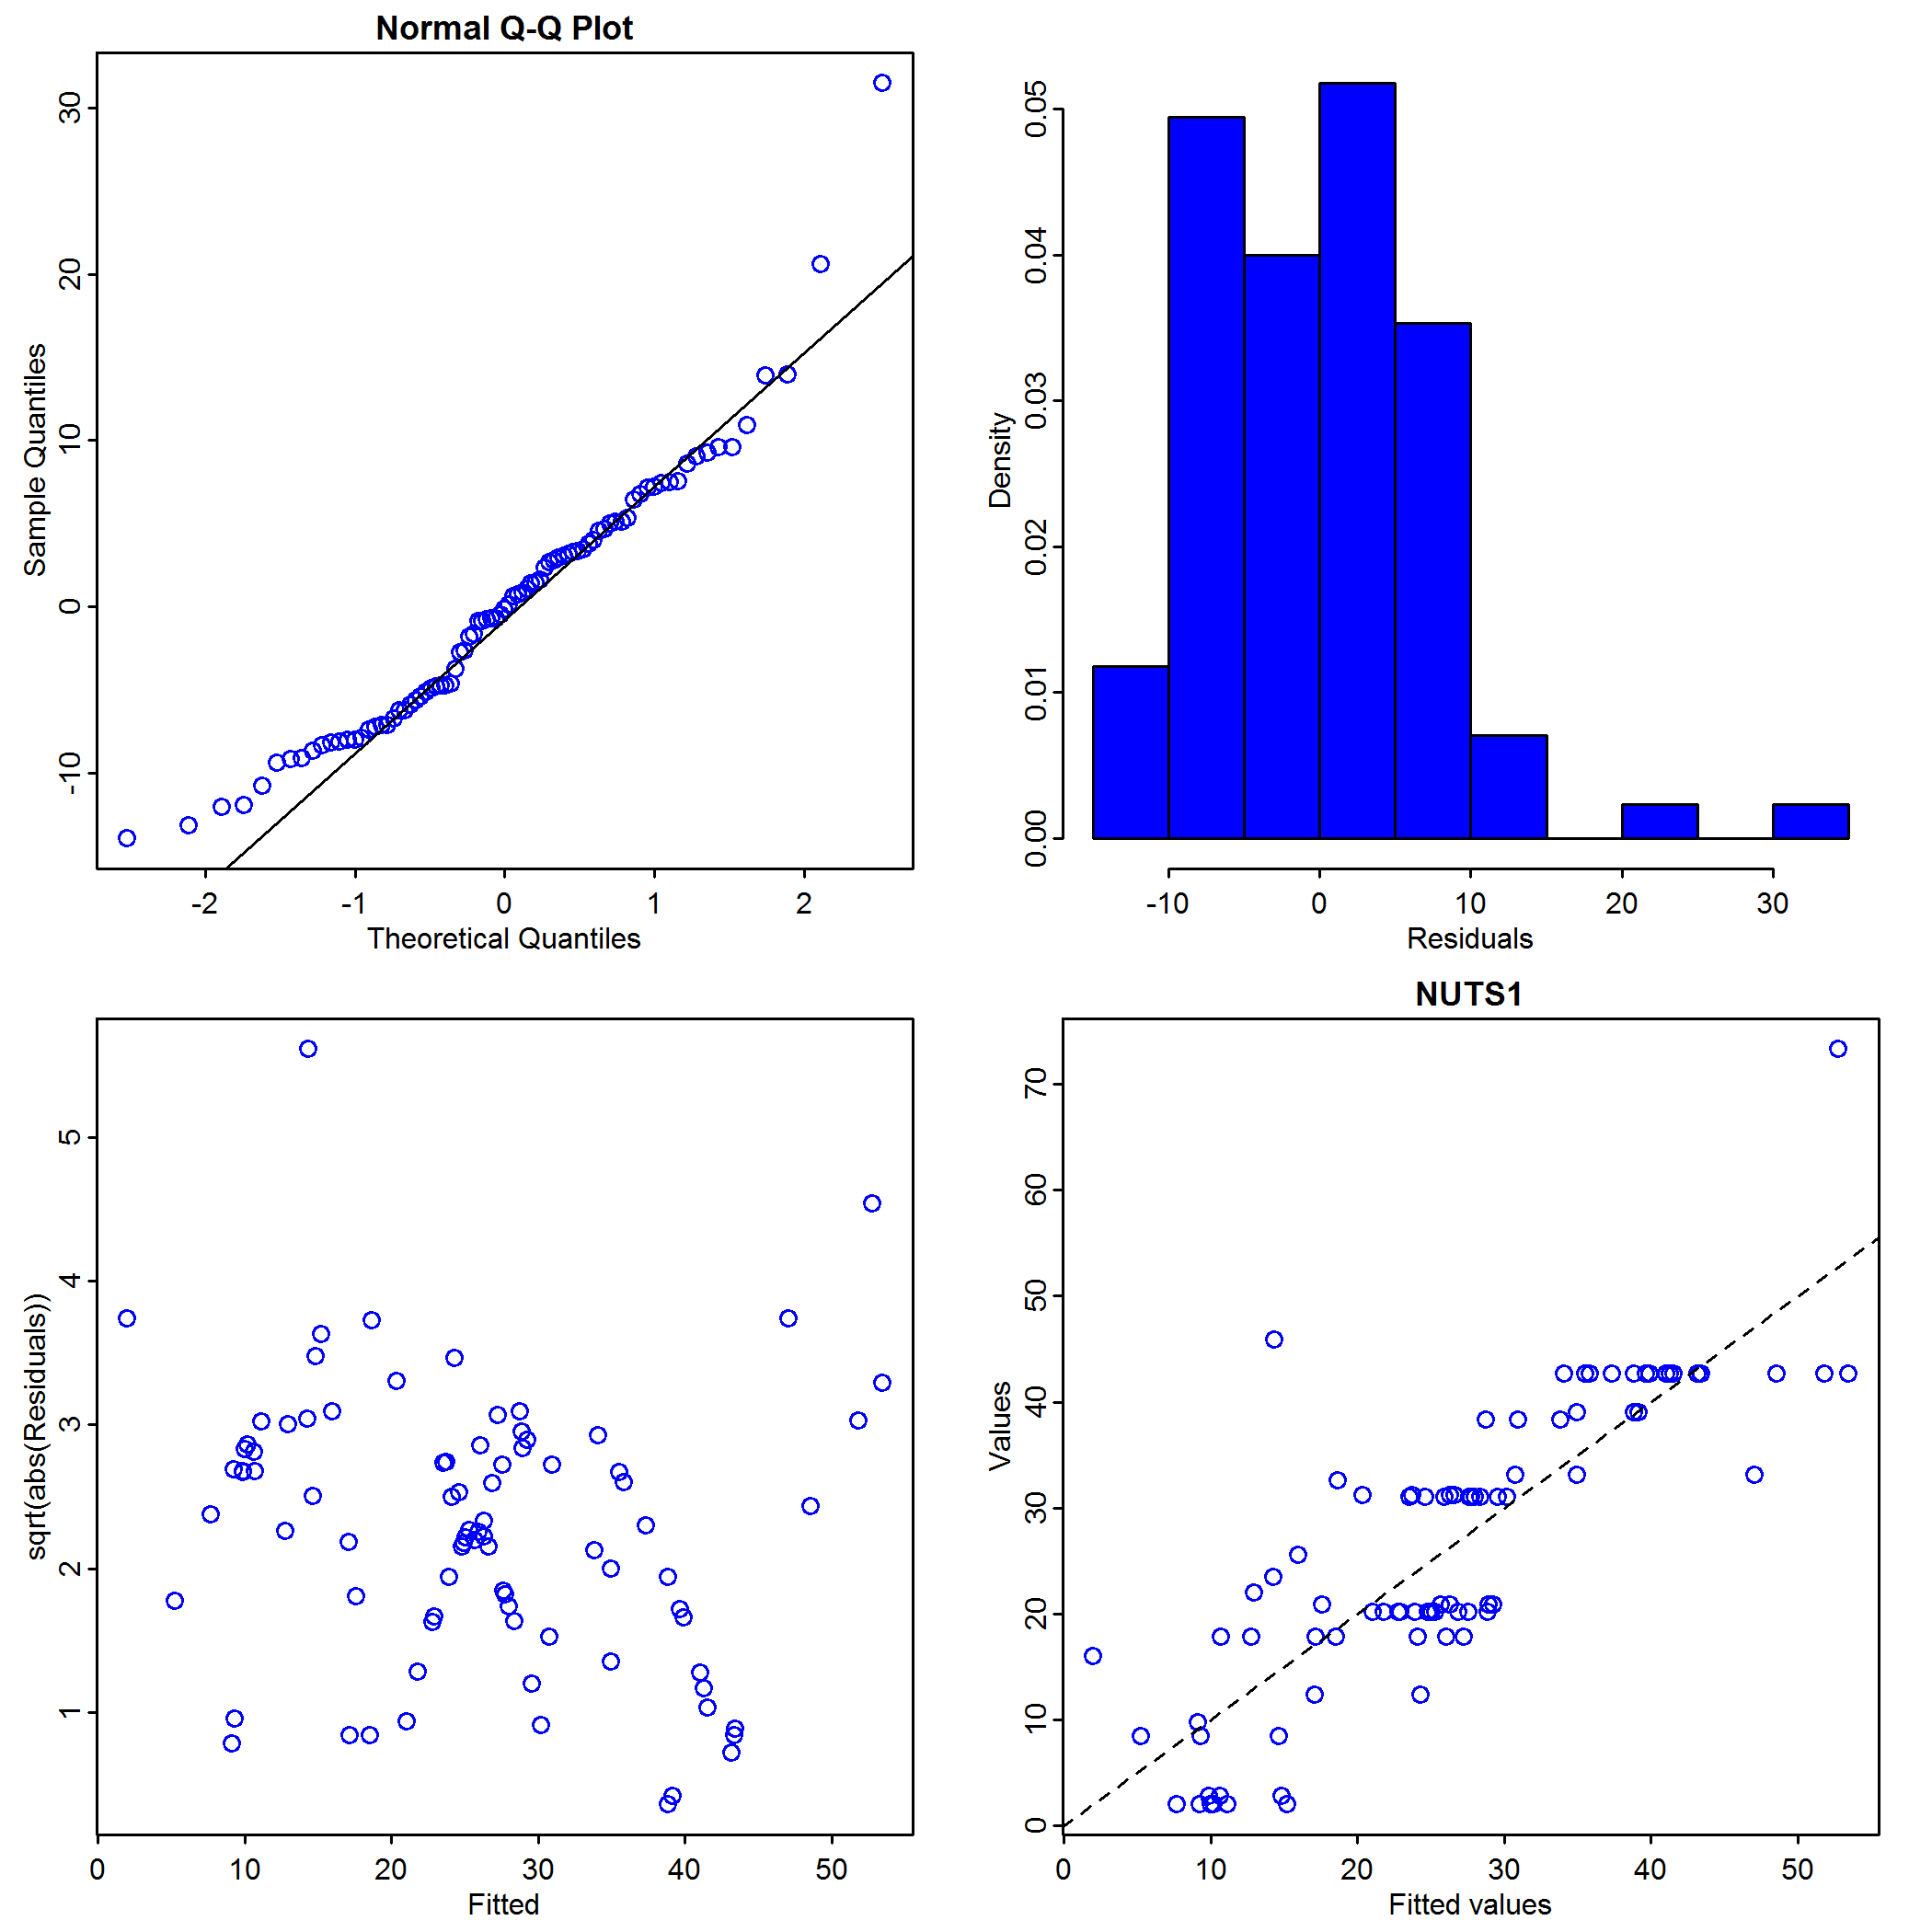 Normal Q-Q Plot
Sample Quantiles
30
20
10
0
-10
-2 -1 0 1 2
Theoretical Quantiles
Density
0.05
0.04
0.03
0.02
0.01
0.00
-10 0 10 20 30
Residuals
sqrt(abs(Residuals))
5
4
3
2
1
0 10 20 30 40 50
Fitted
NUTS1
Values
70
60
50
40
30
20
10
0
0 10 20 30 40 50
Fitted values